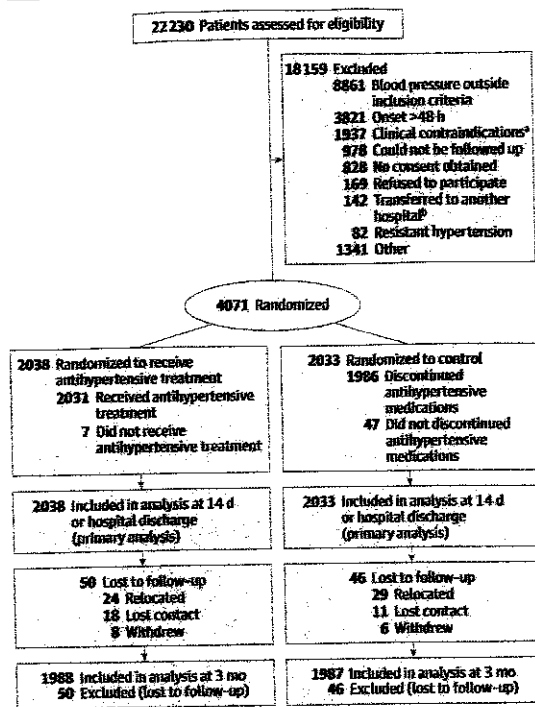 22230 Patients assessed for eligibility
18159 Excluded
8861 Blood pressure outside
inclusion criteria
3821 Onset >48 h
1937 Clinical contraindicationsᵃ
978 Could not be followed up
828 No consent obtained
169 Refused to participate
142 Transferred to another
hospitalᵇ
82 Resistant hypertension
1341 Other
4071 Randomized
2038 Randomized to receive
antihypertensive treatment
2031 Received antihypertensive
treatment
7 Did not receive
antihypertensive treatment
2033 Randomized to control
1986 Discontinued
antihypertensive
medications
47 Did not discontinued
antihypertensive
medications
2038 Included in analysis at 14 d
or hospital discharge
(primary analysis)
2033 Included in analysis at 14 d
or hospital discharge
(primary analysis)
50 Lost to follow-up
24 Relocated
18 Lost contact
8 Withdrew
46 Lost to follow-up
29 Relocated
11 Lost contact
6 Withdrew
1988 Included in analysis at 3 mo
50 Excluded (lost to follow-up)
1987 Included in analysis at 3 mo
46 Excluded (lost to follow-up)